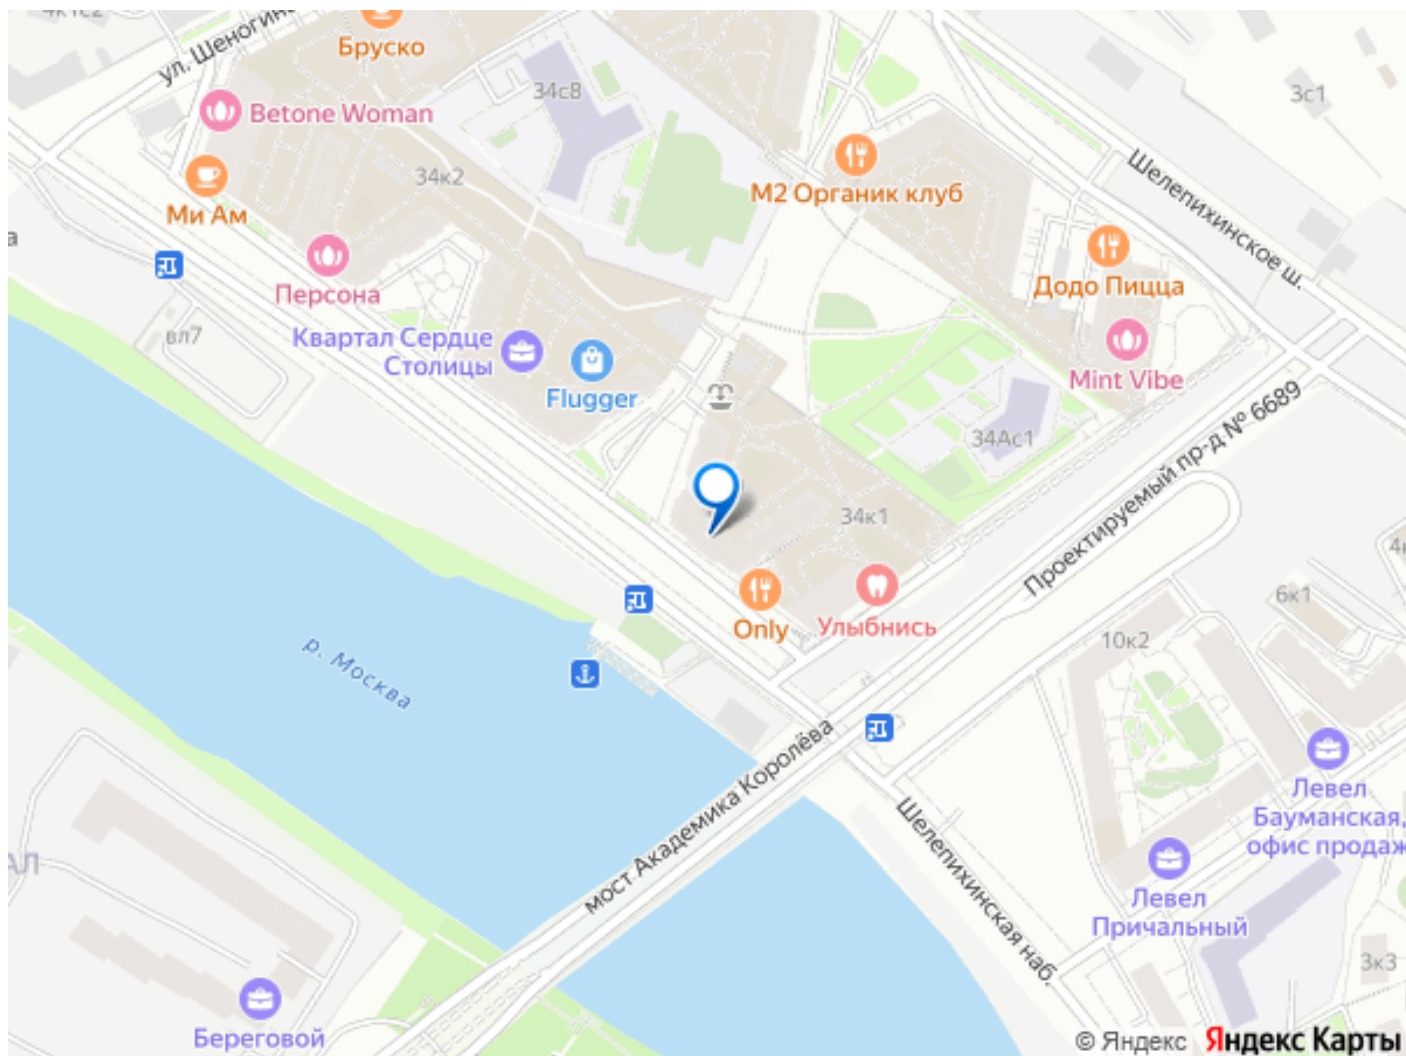 4к1с2
ул. Шеногина
Бруско
34с8
3с1
Betone Woman
34к2
М2 Органик клуб
Шелепихинское ш.
Ми Ам
Персона
Додо Пицца
вл7
Квартал Сердце
Столицы
Flugger
Mint Vibe
34Ас1
Проектируемый пр-д № 6689
34к1
Only
Улыбнись
6к1
10к2
р. Москва
мост Академика Королёва
Шелепихинская наб.
Левел
Бауманская,
офис продаж
Левел
Причальный
3к3
Береговой
© Яндекс Яндекс Карты